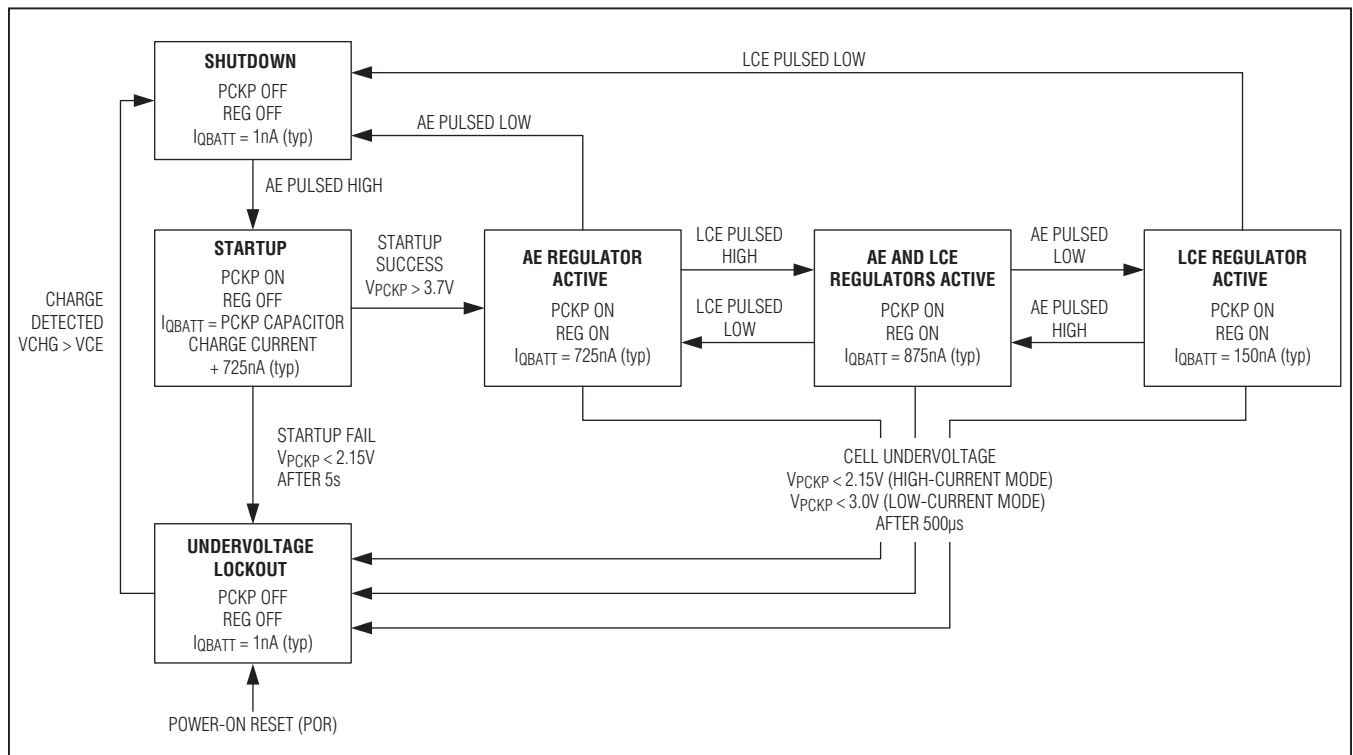 SHUTDOWN
PCKP OFF
REG OFF
IQBATT = 1nA (typ)
LCE PULSED LOW
AE PULSED LOW
AE PULSED HIGH
STARTUP
PCKP ON
REG OFF
IQBATT = PCKP CAPACITOR
CHARGE CURRENT
+ 725nA (typ)
STARTUP
SUCCESS
VPCKP > 3.7V
AE REGULATOR
ACTIVE
PCKP ON
REG ON
IQBATT = 725nA (typ)
LCE PULSED
HIGH
LCE PULSED
LOW
AE AND LCE
REGULATORS ACTIVE
PCKP ON
REG ON
IQBATT = 875nA (typ)
AE PULSED
LOW
AE PULSED
HIGH
LCE REGULATOR
ACTIVE
PCKP ON
REG ON
IQBATT = 150nA (typ)
CHARGE
DETECTED
VCHG > VCE
STARTUP FAIL
VPCKP < 2.15V
AFTER 5s
CELL UNDERVOLTAGE
VPCKP < 2.15V (HIGH-CURRENT MODE)
VPCKP < 3.0V (LOW-CURRENT MODE)
AFTER 500µs
UNDERVOLTAGE
LOCKOUT
PCKP OFF
REG OFF
IQBATT = 1nA (typ)
POWER-ON RESET (POR)